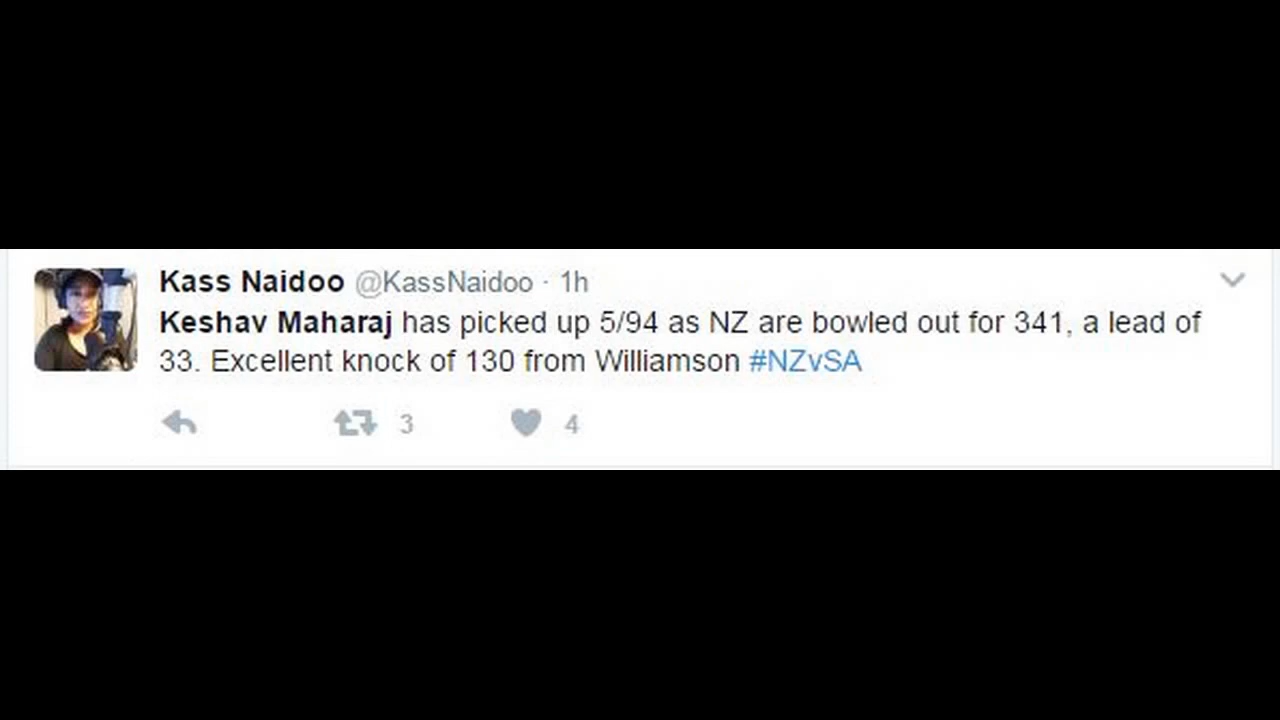 Kass Naidoo @KassNaidoo · 1h
Keshav Maharaj has picked up 5/94 as NZ are bowled out for 341, a lead of
33. Excellent knock of 130 from Williamson #NZvSA
3 4